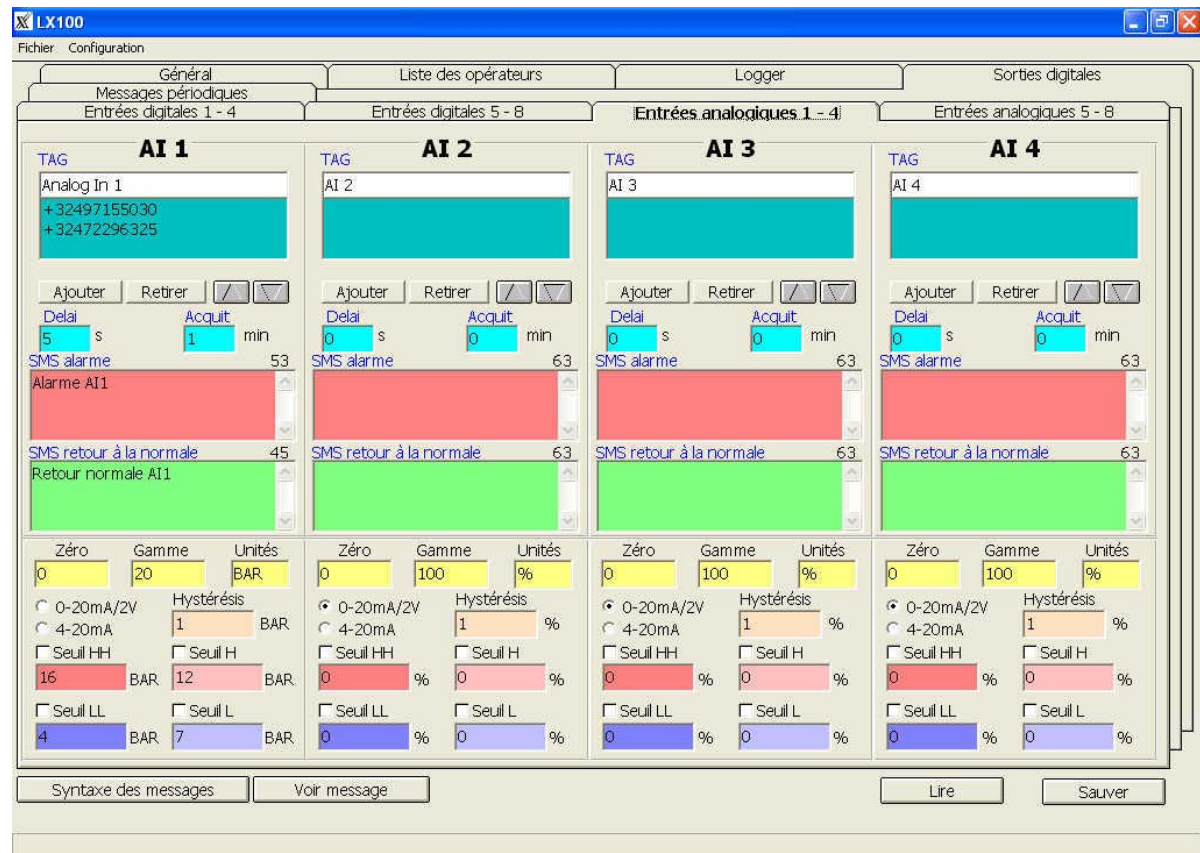 LX100
Fichier Configuration
Général Liste des opérateurs Logger Sorties digitales
Messages périodiques
Entrées digitales 1 - 4 Entrées digitales 5 - 8 Entrées analogiques 1 - 4 Entrées analogiques 5 - 8
AI 1 AI 2 AI 3 AI 4
TAG TAG TAG TAG
Analog In 1 AI 2 AI 3 AI 4
+32497155030
+32472296325
Ajouter Retirer Ajouter Retirer Ajouter Retirer Ajouter Retirer
Delai Acquit Delai Acquit Delai Acquit Delai Acquit
5 s 1 min 0 s 0 min 0 s 0 min 0 s 0 min
SMS alarme 53 SMS alarme 63 SMS alarme 63 SMS alarme 63
Alarme AI1
SMS retour à la normale 45 SMS retour à la normale 63 SMS retour à la normale 63 SMS retour à la normale 63
Retour normale AI1
Zéro Gamme Unités Zéro Gamme Unités Zéro Gamme Unités Zéro Gamme Unités
0 20 BAR 0 100 % 0 100 % 0 100 %
0-20mA/2V Hystérésis 0-20mA/2V Hystérésis 0-20mA/2V Hystérésis 0-20mA/2V Hystérésis
4-20mA 1 BAR 4-20mA 1 % 4-20mA 1 % 4-20mA 1 %
Seuil HH Seuil H Seuil HH Seuil H Seuil HH Seuil H Seuil HH Seuil H
16 BAR 12 BAR 0 % 0 % 0 % 0 % 0 % 0 %
Seuil LL Seuil L Seuil LL Seuil L Seuil LL Seuil L Seuil LL Seuil L
4 BAR 7 BAR 0 % 0 % 0 % 0 % 0 % 0 %
Syntaxe des messages Voir message Lire Sauver